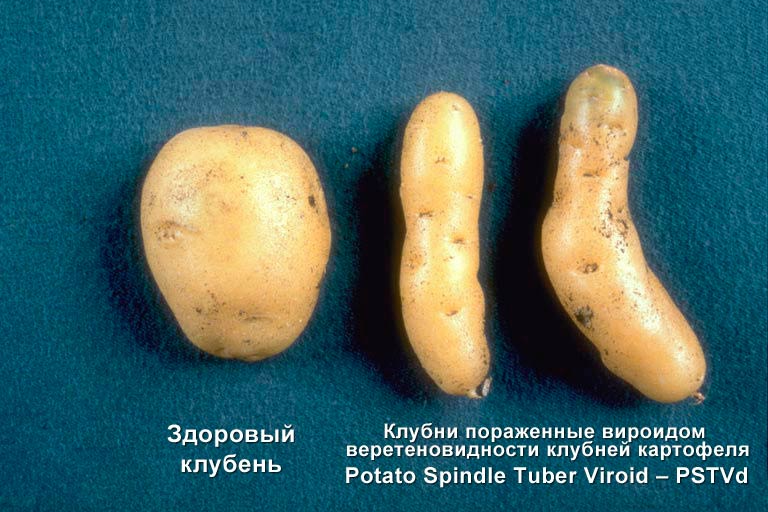 Здоровый
клубень
Клубни пораженные вироидом
веретеновидности клубней картофеля
Potato Spindle Tuber Viroid – PSTVd